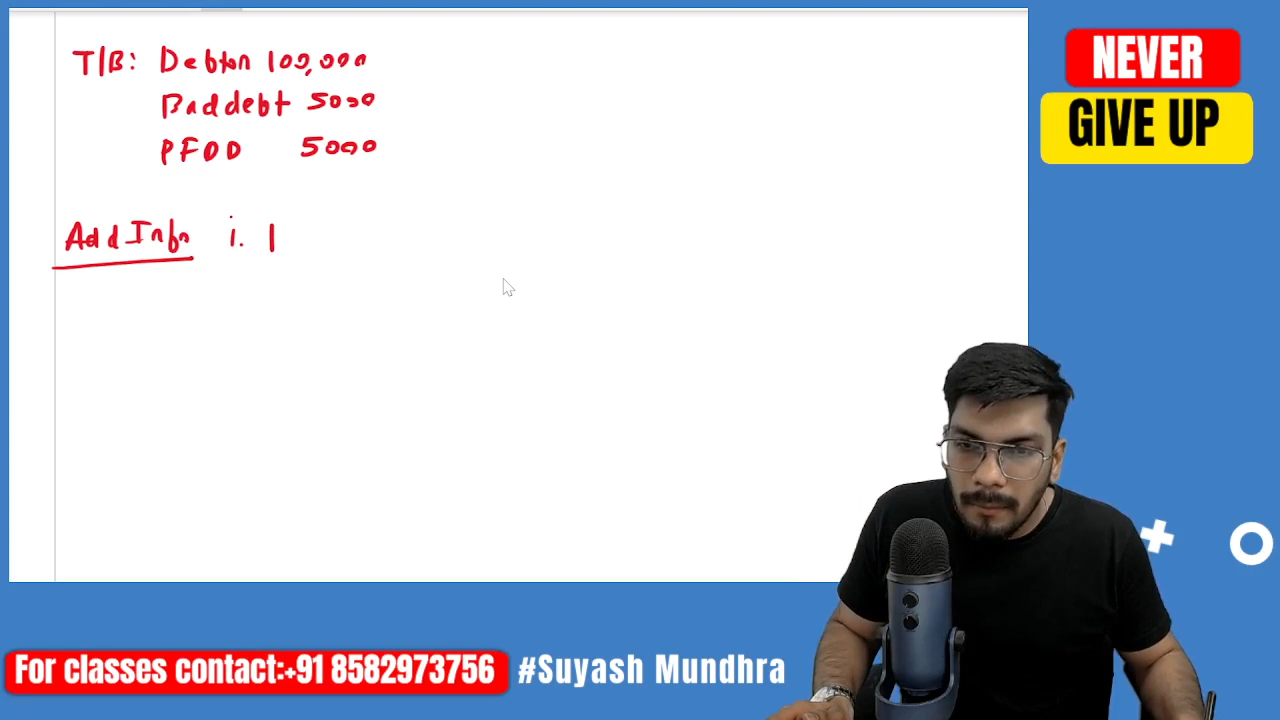 T/B: Debtors 100,000
Bad debt 5000
PFDD 5000
Add Info i. 1
NEVER
GIVE UP
For classes contact:+91 8582973756
#Suyash Mundhra